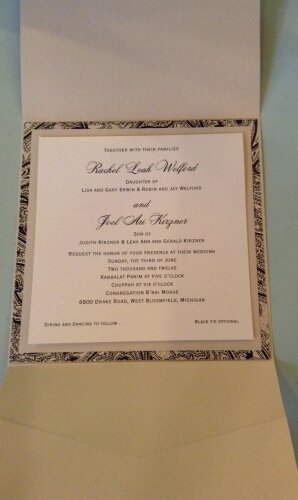 Together with their families
Rachel Leah Welford
Daughter of
Lisa and Gary Erwin & Robin and Jay Welford
and
Joel Ari Kirzner
Son of
Judith Kirzner & Leah Ann and Gerald Kirzner
Request the honor of your presence at their wedding
Sunday, the third of June
Two thousand and twelve
Kabbalat Panim at five o'clock
Chuppah at six o'clock
Congregation B'nai Moshe
6800 Drake Road, West Bloomfield, Michigan
Dining and Dancing to follow
Black tie optional